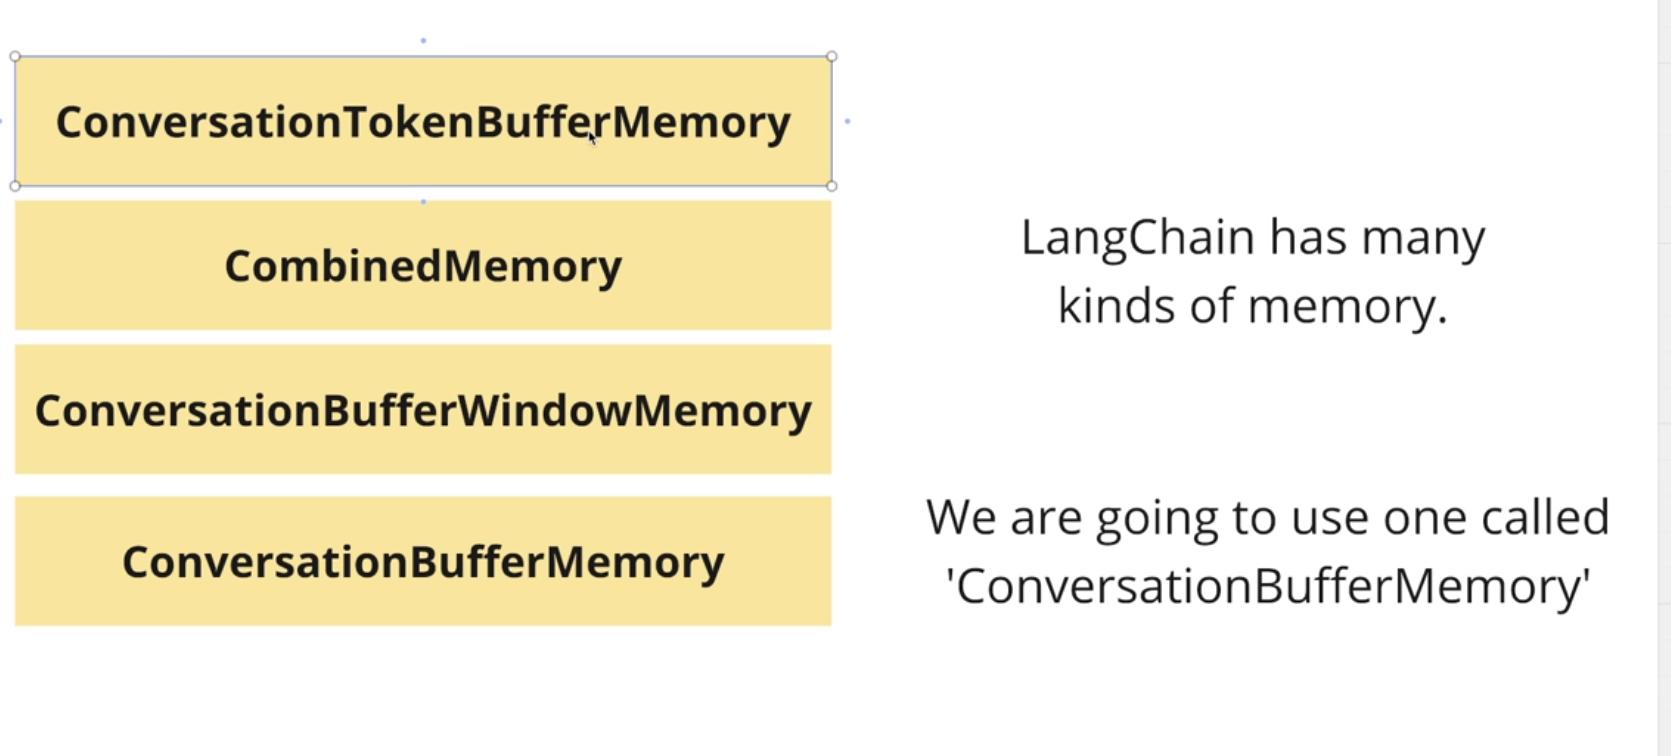 ConversationTokenBufferMemory
CombinedMemory
ConversationBufferWindowMemory
ConversationBufferMemory
LangChain has many
kinds of memory.
We are going to use one called
'ConversationBufferMemory'